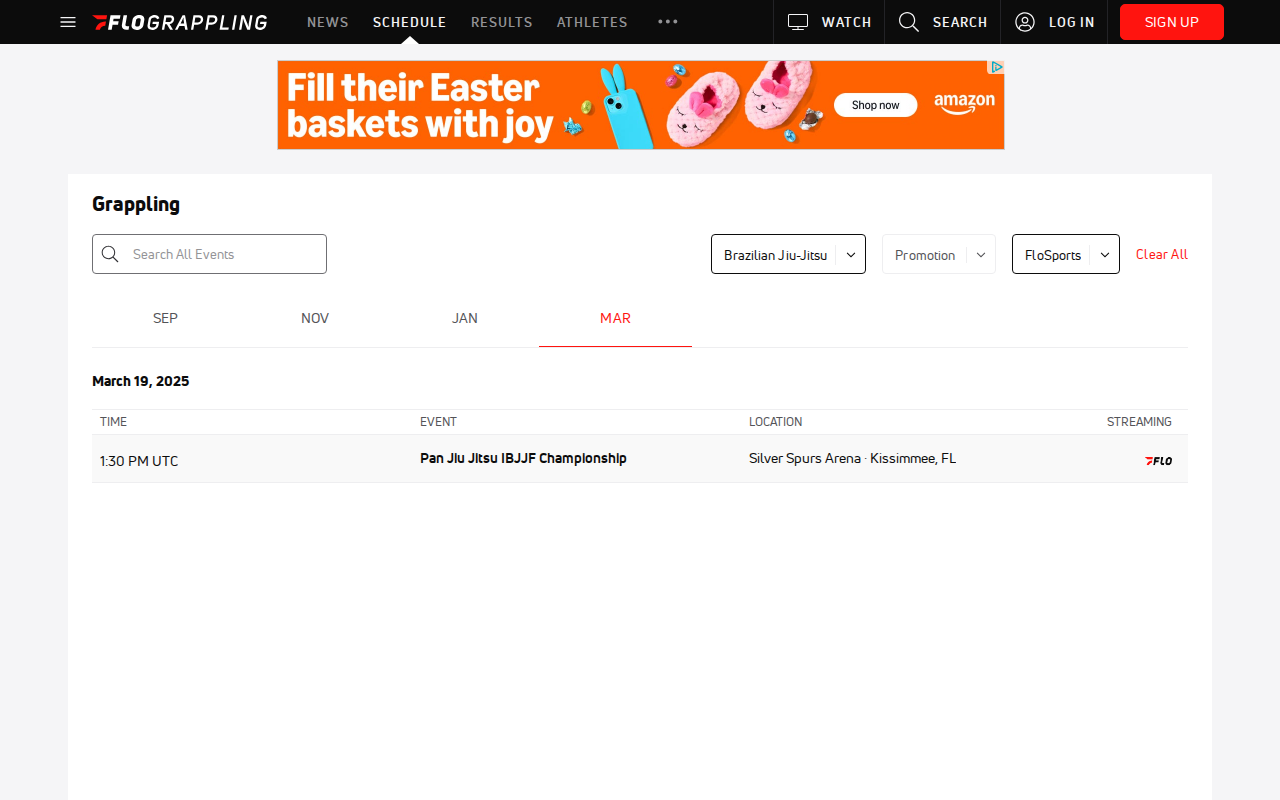 FLOGRAPPLING NEWS SCHEDULE RESULTS ATHLETES WATCH SEARCH LOG IN SIGN UP
Fill their Easter
baskets with joy
Shop now
amazon
Grappling
Search All Events
Brazilian Jiu-Jitsu
Promotion
FloSports
Clear All
SEP NOV JAN MAR
March 19, 2025
TIME EVENT LOCATION STREAMING
1:30 PM UTC Pan Jiu Jitsu IBJJF Championship Silver Spurs Arena · Kissimmee, FL FLO